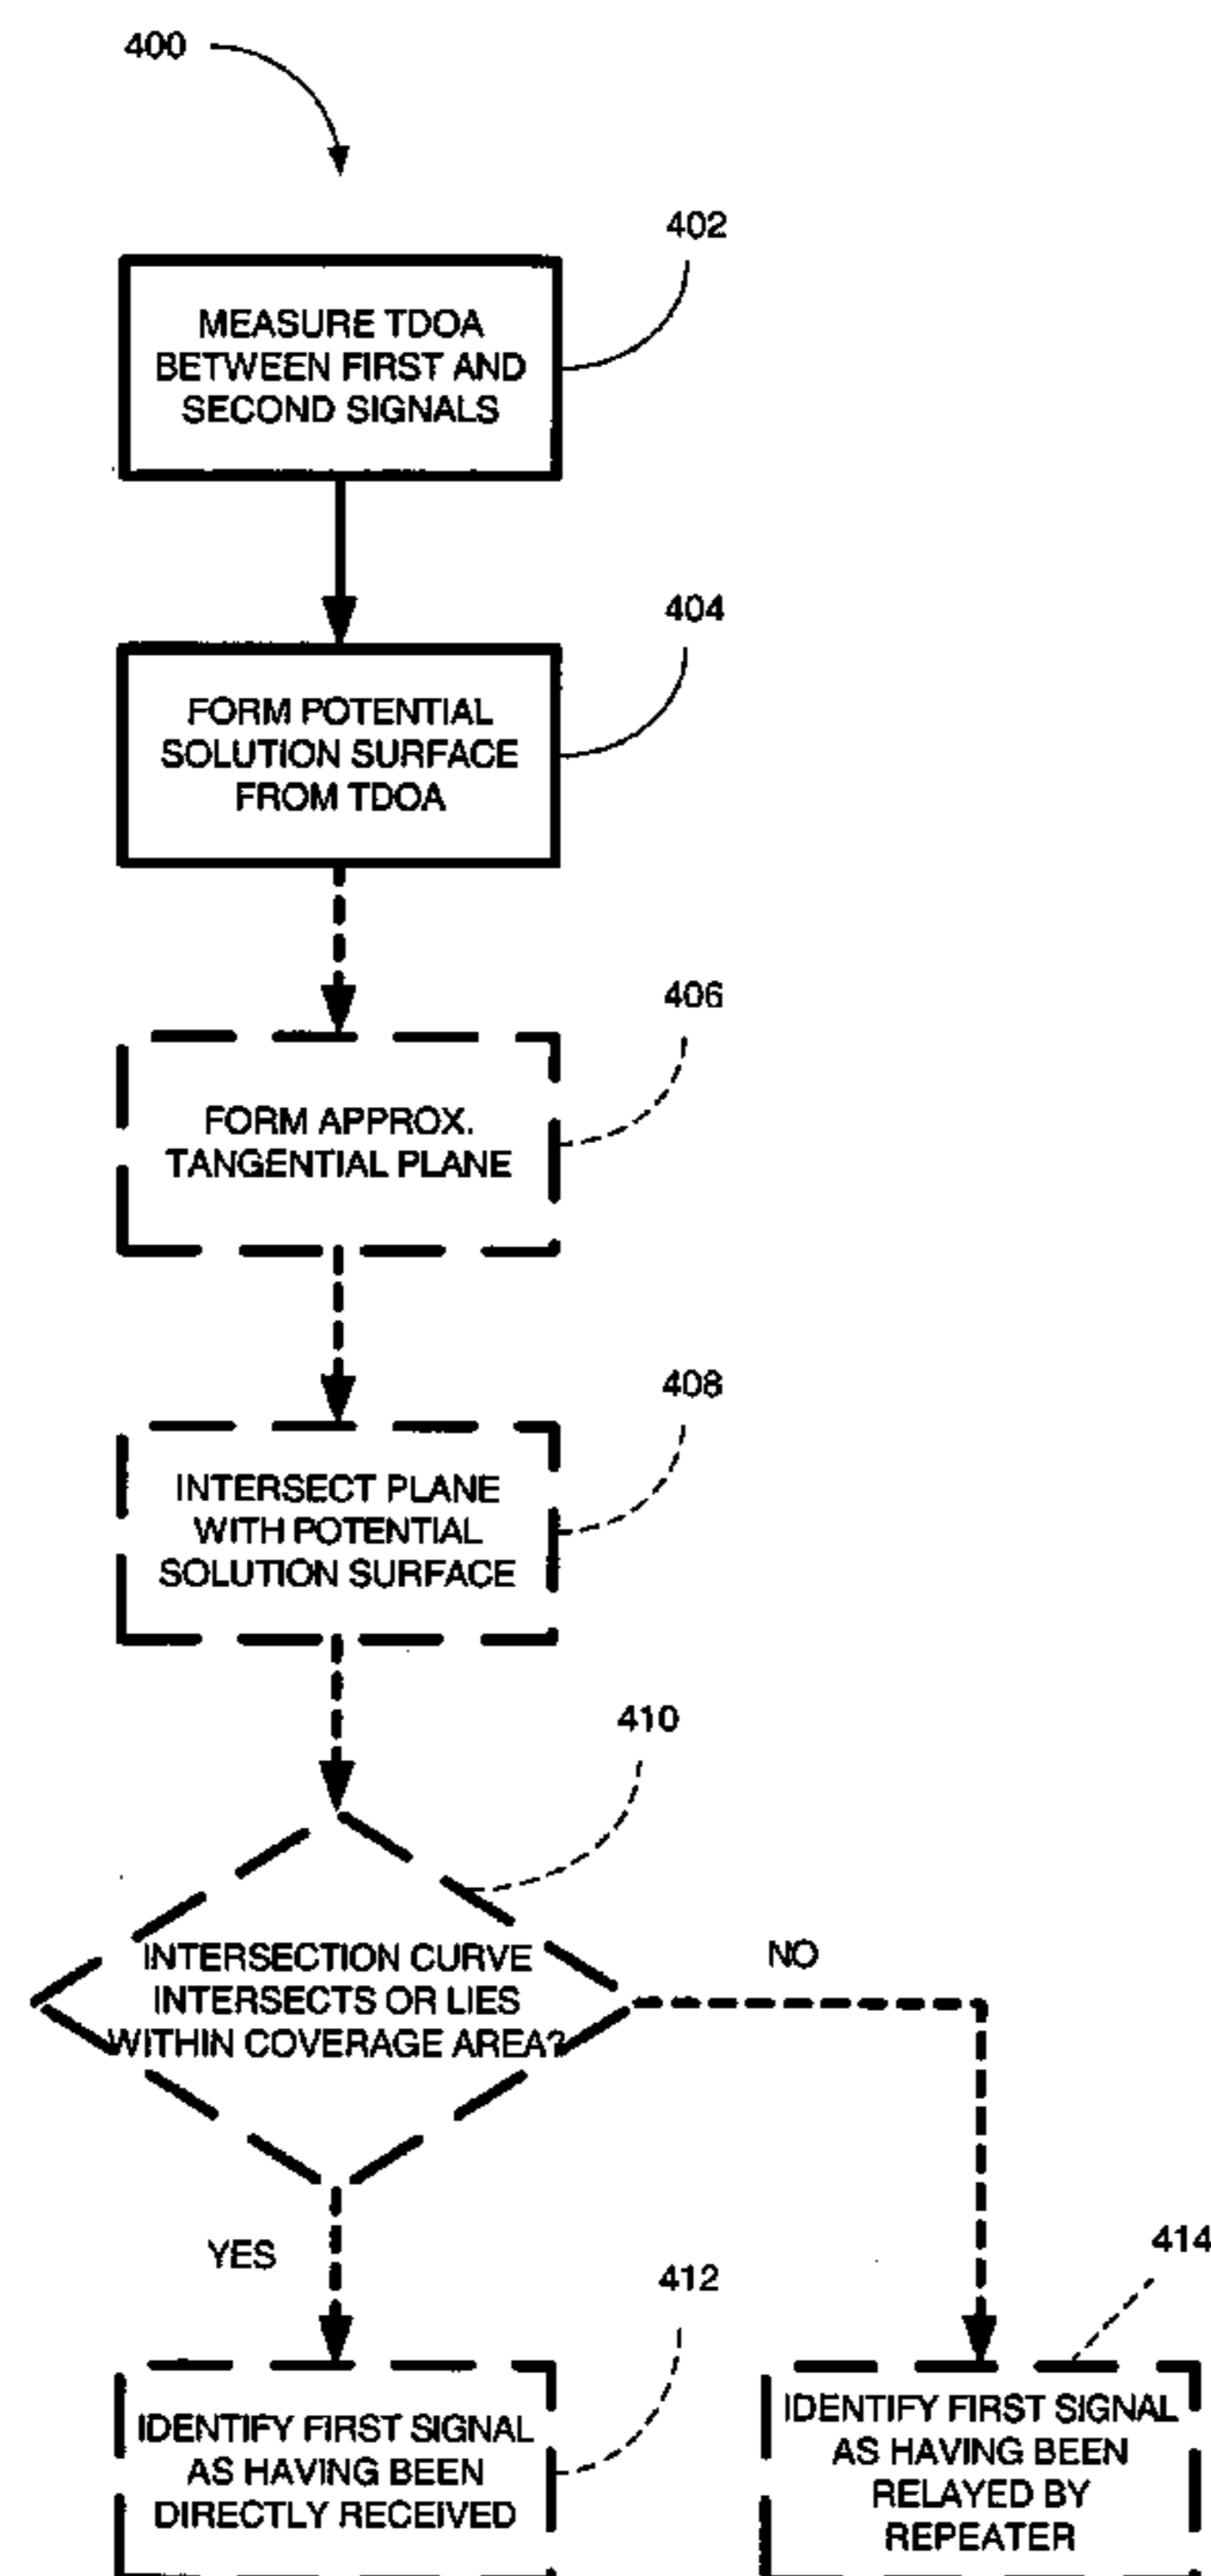 400
402
MEASURE TDOA
BETWEEN FIRST AND
SECOND SIGNALS
404
FORM POTENTIAL
SOLUTION SURFACE
FROM TDOA
406
FORM APPROX.
TANGENTIAL PLANE
408
INTERSECT PLANE
WITH POTENTIAL
SOLUTION SURFACE
410
INTERSECTION CURVE
INTERSECTS OR LIES
WITHIN COVERAGE AREA?
NO
YES
412
414
IDENTIFY FIRST SIGNAL
AS HAVING BEEN
DIRECTLY RECEIVED
IDENTIFY FIRST SIGNAL
AS HAVING BEEN
RELAYED BY
REPEATER